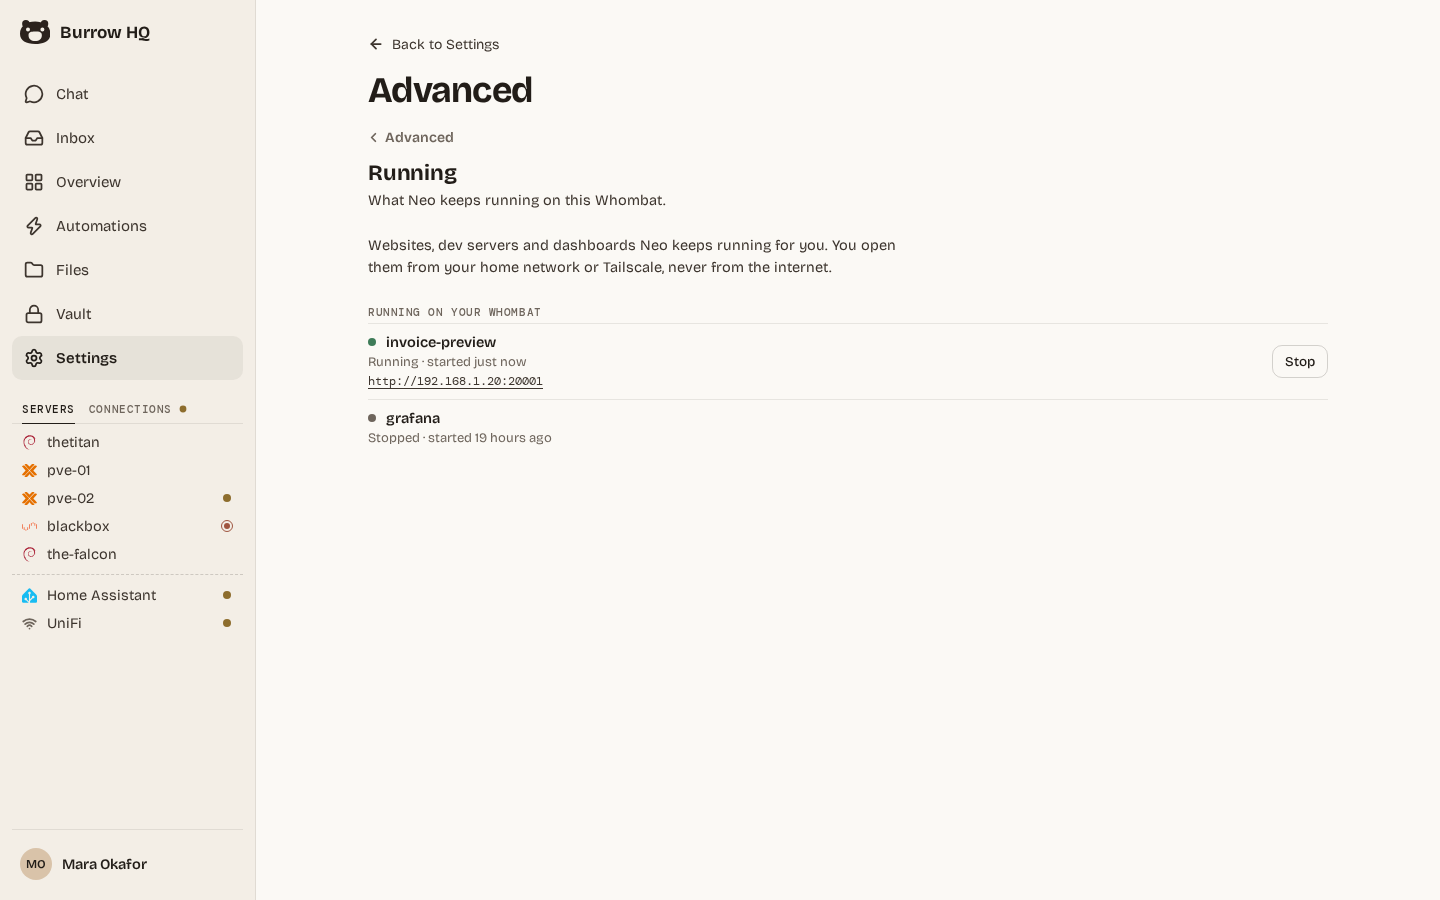 Burrow HQ
Chat
Inbox
Overview
Automations
Files
Vault
Settings
SERVERS CONNECTIONS
thetitan
pve-01
pve-02
blackbox
the-falcon
Home Assistant
UniFi
MO Mara Okafor
Back to Settings
Advanced
Advanced
Running
What Neo keeps running on this Whombat.
Websites, dev servers and dashboards Neo keeps running for you. You open
them from your home network or Tailscale, never from the internet.
RUNNING ON YOUR WHOMBAT
invoice-preview
Running · started just now
http://192.168.1.20:20001
Stop
grafana
Stopped · started 19 hours ago